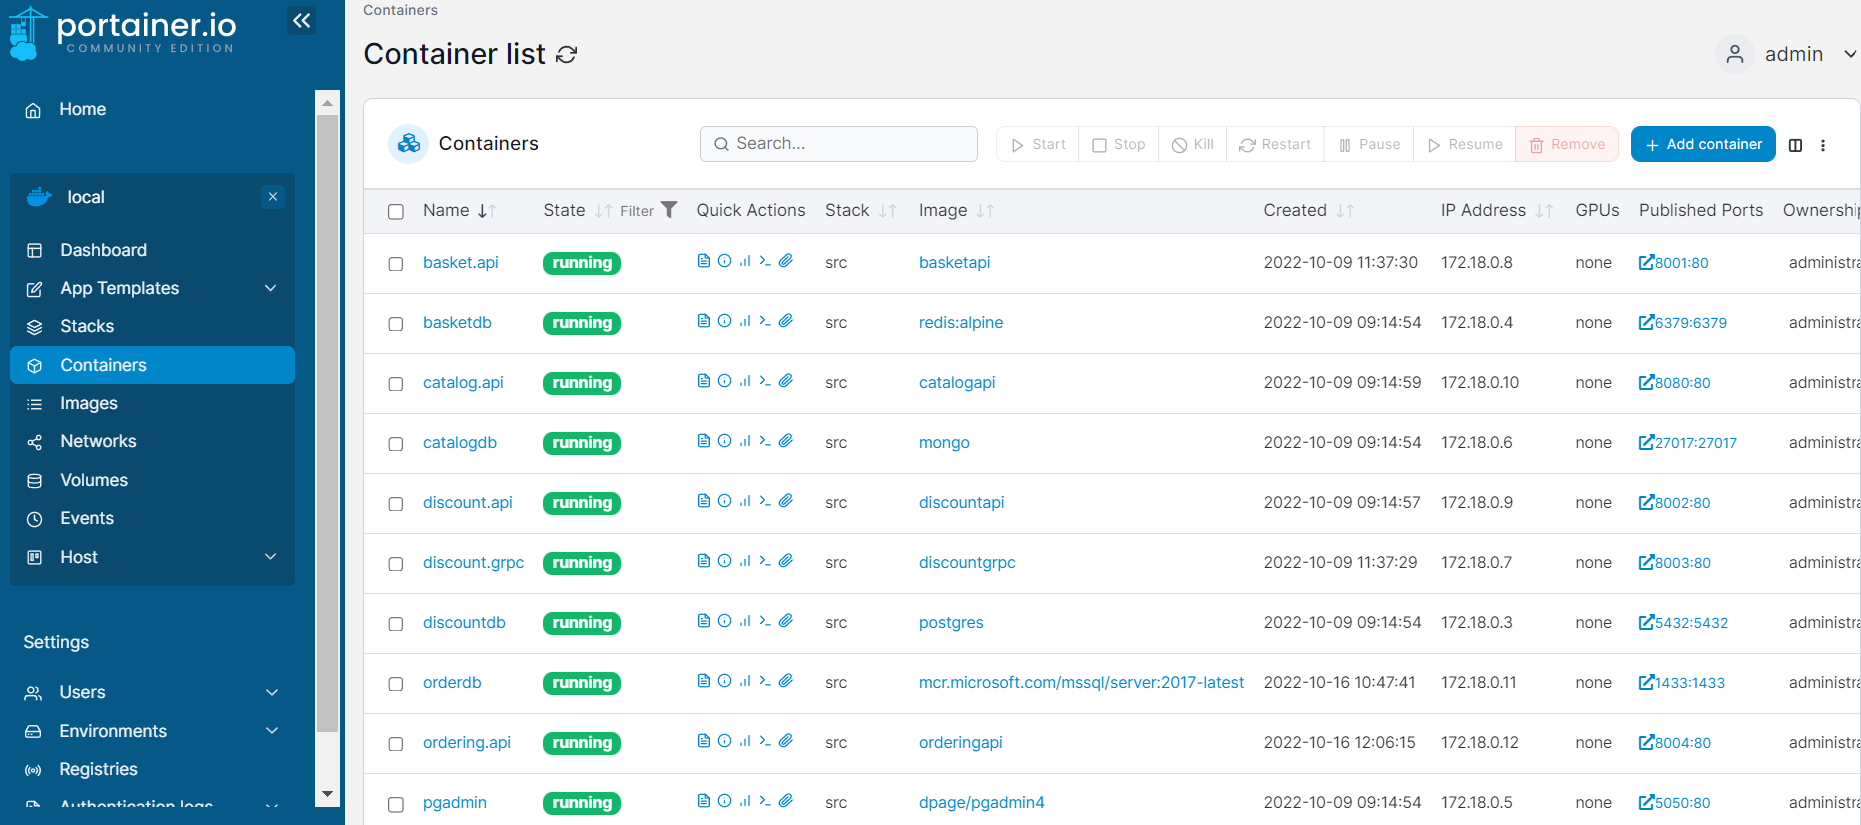 portainer.io
COMMUNITY EDITION
Home
local
Dashboard
App Templates
Stacks
Containers
Images
Networks
Volumes
Events
Host
Settings
Users
Environments
Registries
Authentication logs
Containers
Container list
admin
Containers Search... Start Stop Kill Restart Pause Resume Remove Add container
Name State Filter Quick Actions Stack Image Created IP Address GPUs Published Ports Ownership
basket.api running src basketapi 2022-10-09 11:37:30 172.18.0.8 none 8001:80 administra
basketdb running src redis:alpine 2022-10-09 09:14:54 172.18.0.4 none 6379:6379 administra
catalog.api running src catalogapi 2022-10-09 09:14:59 172.18.0.10 none 8080:80 administra
catalogdb running src mongo 2022-10-09 09:14:54 172.18.0.6 none 27017:27017 administra
discount.api running src discountapi 2022-10-09 09:14:57 172.18.0.9 none 8002:80 administra
discount.grpc running src discountgrpc 2022-10-09 11:37:29 172.18.0.7 none 8003:80 administra
discountdb running src postgres 2022-10-09 09:14:54 172.18.0.3 none 5432:5432 administra
orderdb running src mcr.microsoft.com/mssql/server:2017-latest 2022-10-16 10:47:41 172.18.0.11 none 1433:1433 administra
ordering.api running src orderingapi 2022-10-16 12:06:15 172.18.0.12 none 8004:80 administra
pgadmin running src dpage/pgadmin4 2022-10-09 09:14:54 172.18.0.5 none 5050:80 administra